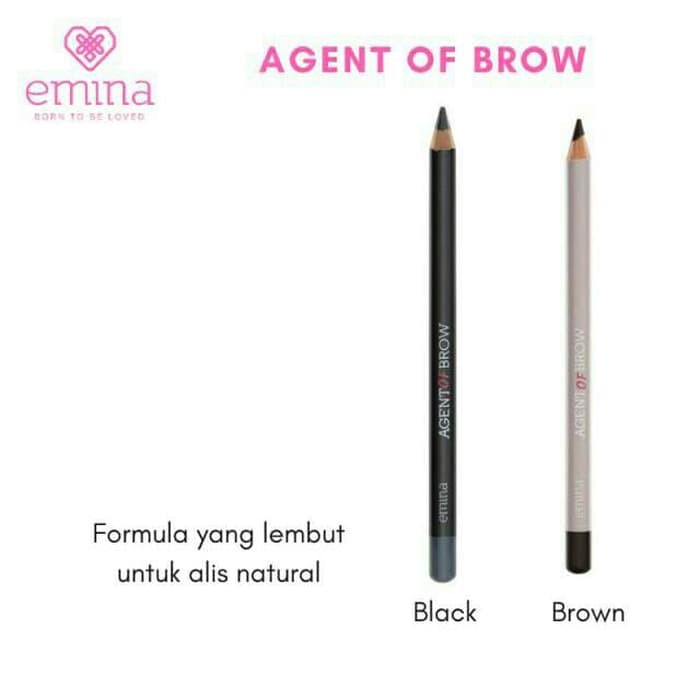 emina
BORN TO BE LOVED
AGENT OF BROW
emina AGENT OF BROW
emina AGENT OF BROW
Formula yang lembut
untuk alis natural
Black
Brown